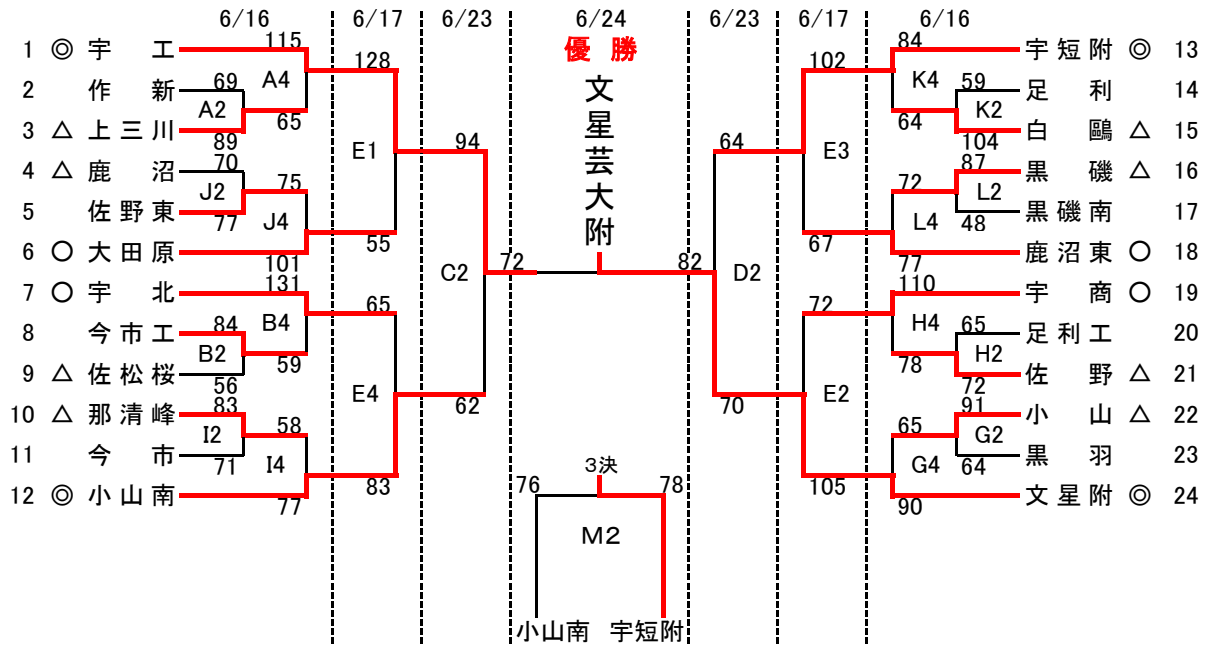 6/16 6/17 6/23 6/24 6/23 6/17 6/16
優勝
文星芸大附
1 ◎ 宇工 115
2 作新 69 A2 A4
3 △ 上三川 89 65
128
4 △ 鹿沼 70
5 佐野東 77 J2 75 J4
6 ○ 大田原 101
E1 55
94
7 ○ 宇北 131
8 今市工 84 B2 B4
9 △ 佐松桜 56 59
65
10 △ 那清峰 83
11 今市 71 I2 58 I4
12 ◎ 小山南 77
E4 83
62
C2 72
82 D2
64
70
102 E3 67
72 E2 105
84 宇短附 ◎ 13
K4 59 足利 14
64 K2 104 白鷗 △ 15
87 黒磯 △ 16
72 L4 L2 48 黒磯南 17
77 鹿沼東 ○ 18
110 宇商 ○ 19
H4 65 足利工 20
78 H2 72 佐野 △ 21
91 小山 △ 22
65 G4 G2 64 黒羽 23
90 文星附 ◎ 24
3決
76 78
M2
小山南 宇短附